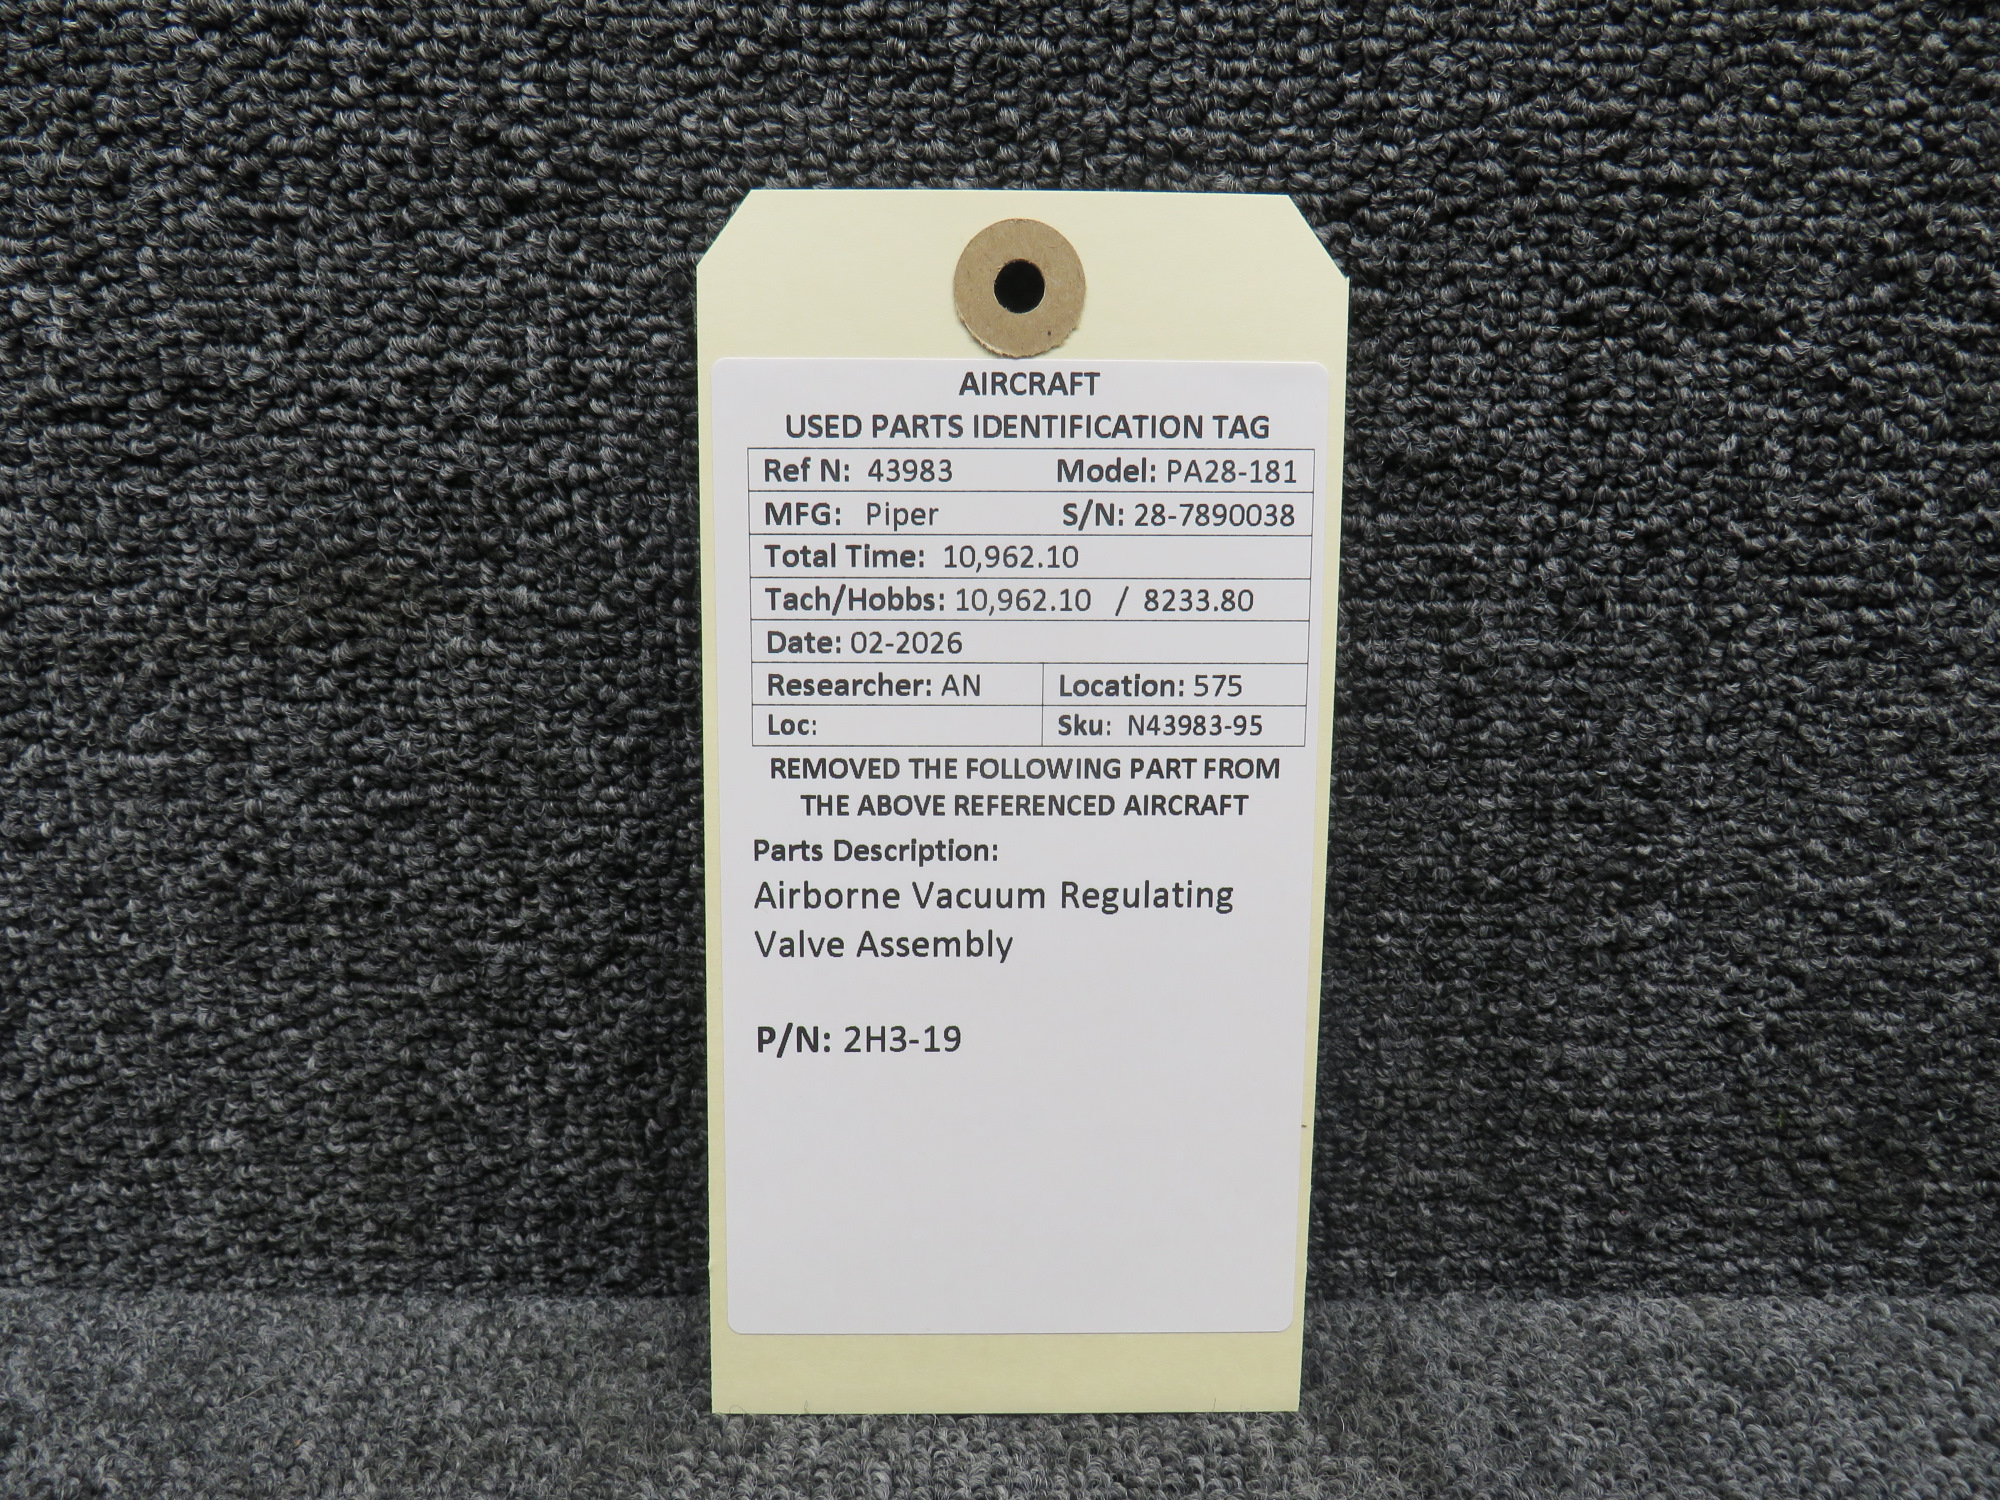 AIRCRAFT
USED PARTS IDENTIFICATION TAG
Ref N: 43983 Model: PA28-181
MFG: Piper S/N: 28-7890038
Total Time: 10,962.10
Tach/Hobbs: 10,962.10 / 8233.80
Date: 02-2026
Researcher: AN Location: 575
Loc: Sku: N43983-95
REMOVED THE FOLLOWING PART FROM
THE ABOVE REFERENCED AIRCRAFT
Parts Description:
Airborne Vacuum Regulating
Valve Assembly
P/N: 2H3-19